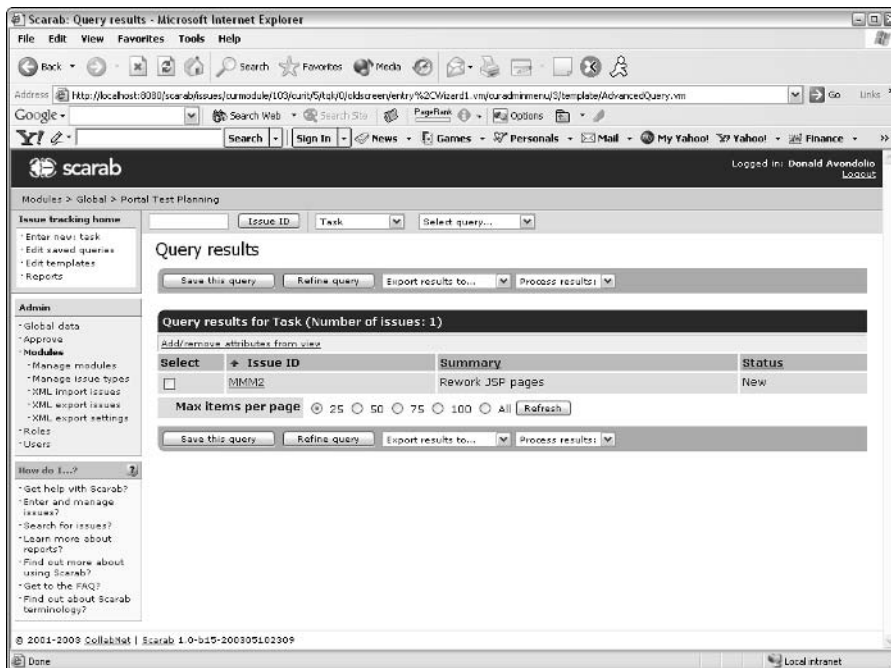 Scarab: Query results - Microsoft Internet Explorer
File Edit View Favorites Tools Help
Back Search Favorites Media
Address http://localhost:8080/scarab/issues/curmodule/103/curit/5/tqk/0/oldscreen/entry%2CWizard1.vm/curadminmenu/3/template/AdvancedQuery.vm Go Links
Google Search Web Search Site PageRank Options
Y! Search Sign In News Games Personals Mail My Yahoo! Yahoo! Finance »
scarab
Logged in: Donald Avondolio
Logout
Modules > Global > Portal Test Planning
Issue tracking home
Enter new: task
Edit saved queries
Edit templates
Reports
Admin
Global data
Approve
Modules
Manage modules
Manage issue types
XML import issues
XML export issues
XML export settings
Roles
Users
How do I...? ?
Get help with Scarab?
Enter and manage
issues?
Search for issues?
Learn more about
reports?
Find out more about
using Scarab?
Get to the FAQ?
Find out about Scarab
terminology?
Issue ID Task Select query...
Query results
Save this query Refine query Export results to... Process results:
Query results for Task (Number of issues: 1)
Add/remove attributes from view
Select Issue ID Summary Status
MMM2 Rework JSP pages New
Max items per page 25 50 75 100 All Refresh
Save this query Refine query Export results to... Process results:
© 2001-2003 CollabNet | Scarab 1.0-b15-200305102309
Done Local intranet